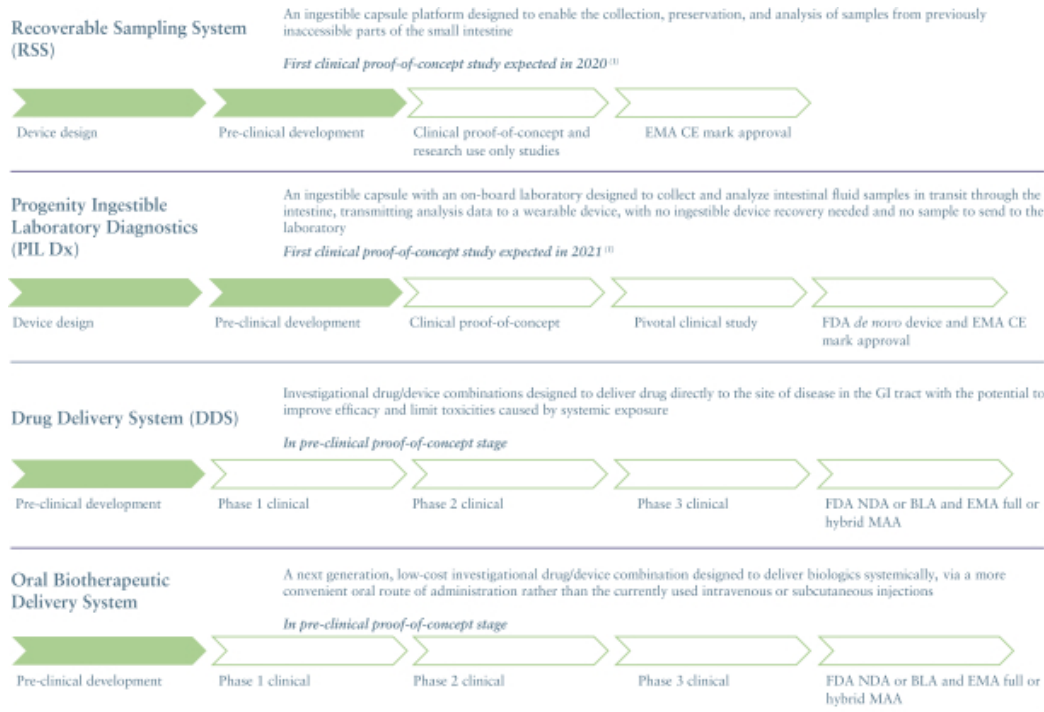 Recoverable Sampling System
(RSS)
An ingestible capsule platform designed to enable the collection, preservation, and analysis of samples from previously
inaccessible parts of the small intestine
First clinical proof-of-concept study expected in 2020 (1)
Device design
Pre-clinical development
Clinical proof-of-concept and
research use only studies
EMA CE mark approval
Progenity Ingestible
Laboratory Diagnostics
(PIL Dx)
An ingestible capsule with an on-board laboratory designed to collect and analyze intestinal fluid samples in transit through the
intestine, transmitting analysis data to a wearable device, with no ingestible device recovery needed and no sample to send to the
laboratory
First clinical proof-of-concept study expected in 2021 (1)
Device design
Pre-clinical development
Clinical proof-of-concept
Pivotal clinical study
FDA de novo device and EMA CE
mark approval
Drug Delivery System (DDS)
Investigational drug/device combinations designed to deliver drug directly to the site of disease in the GI tract with the potential to
improve efficacy and limit toxicities caused by systemic exposure
In pre-clinical proof-of-concept stage
Pre-clinical development
Phase 1 clinical
Phase 2 clinical
Phase 3 clinical
FDA NDA or BLA and EMA full or
hybrid MAA
Oral Biotherapeutic
Delivery System
A next generation, low-cost investigational drug/device combination designed to deliver biologics systemically, via a more
convenient oral route of administration rather than the currently used intravenous or subcutaneous injections
In pre-clinical proof-of-concept stage
Pre-clinical development
Phase 1 clinical
Phase 2 clinical
Phase 3 clinical
FDA NDA or BLA and EMA full or
hybrid MAA